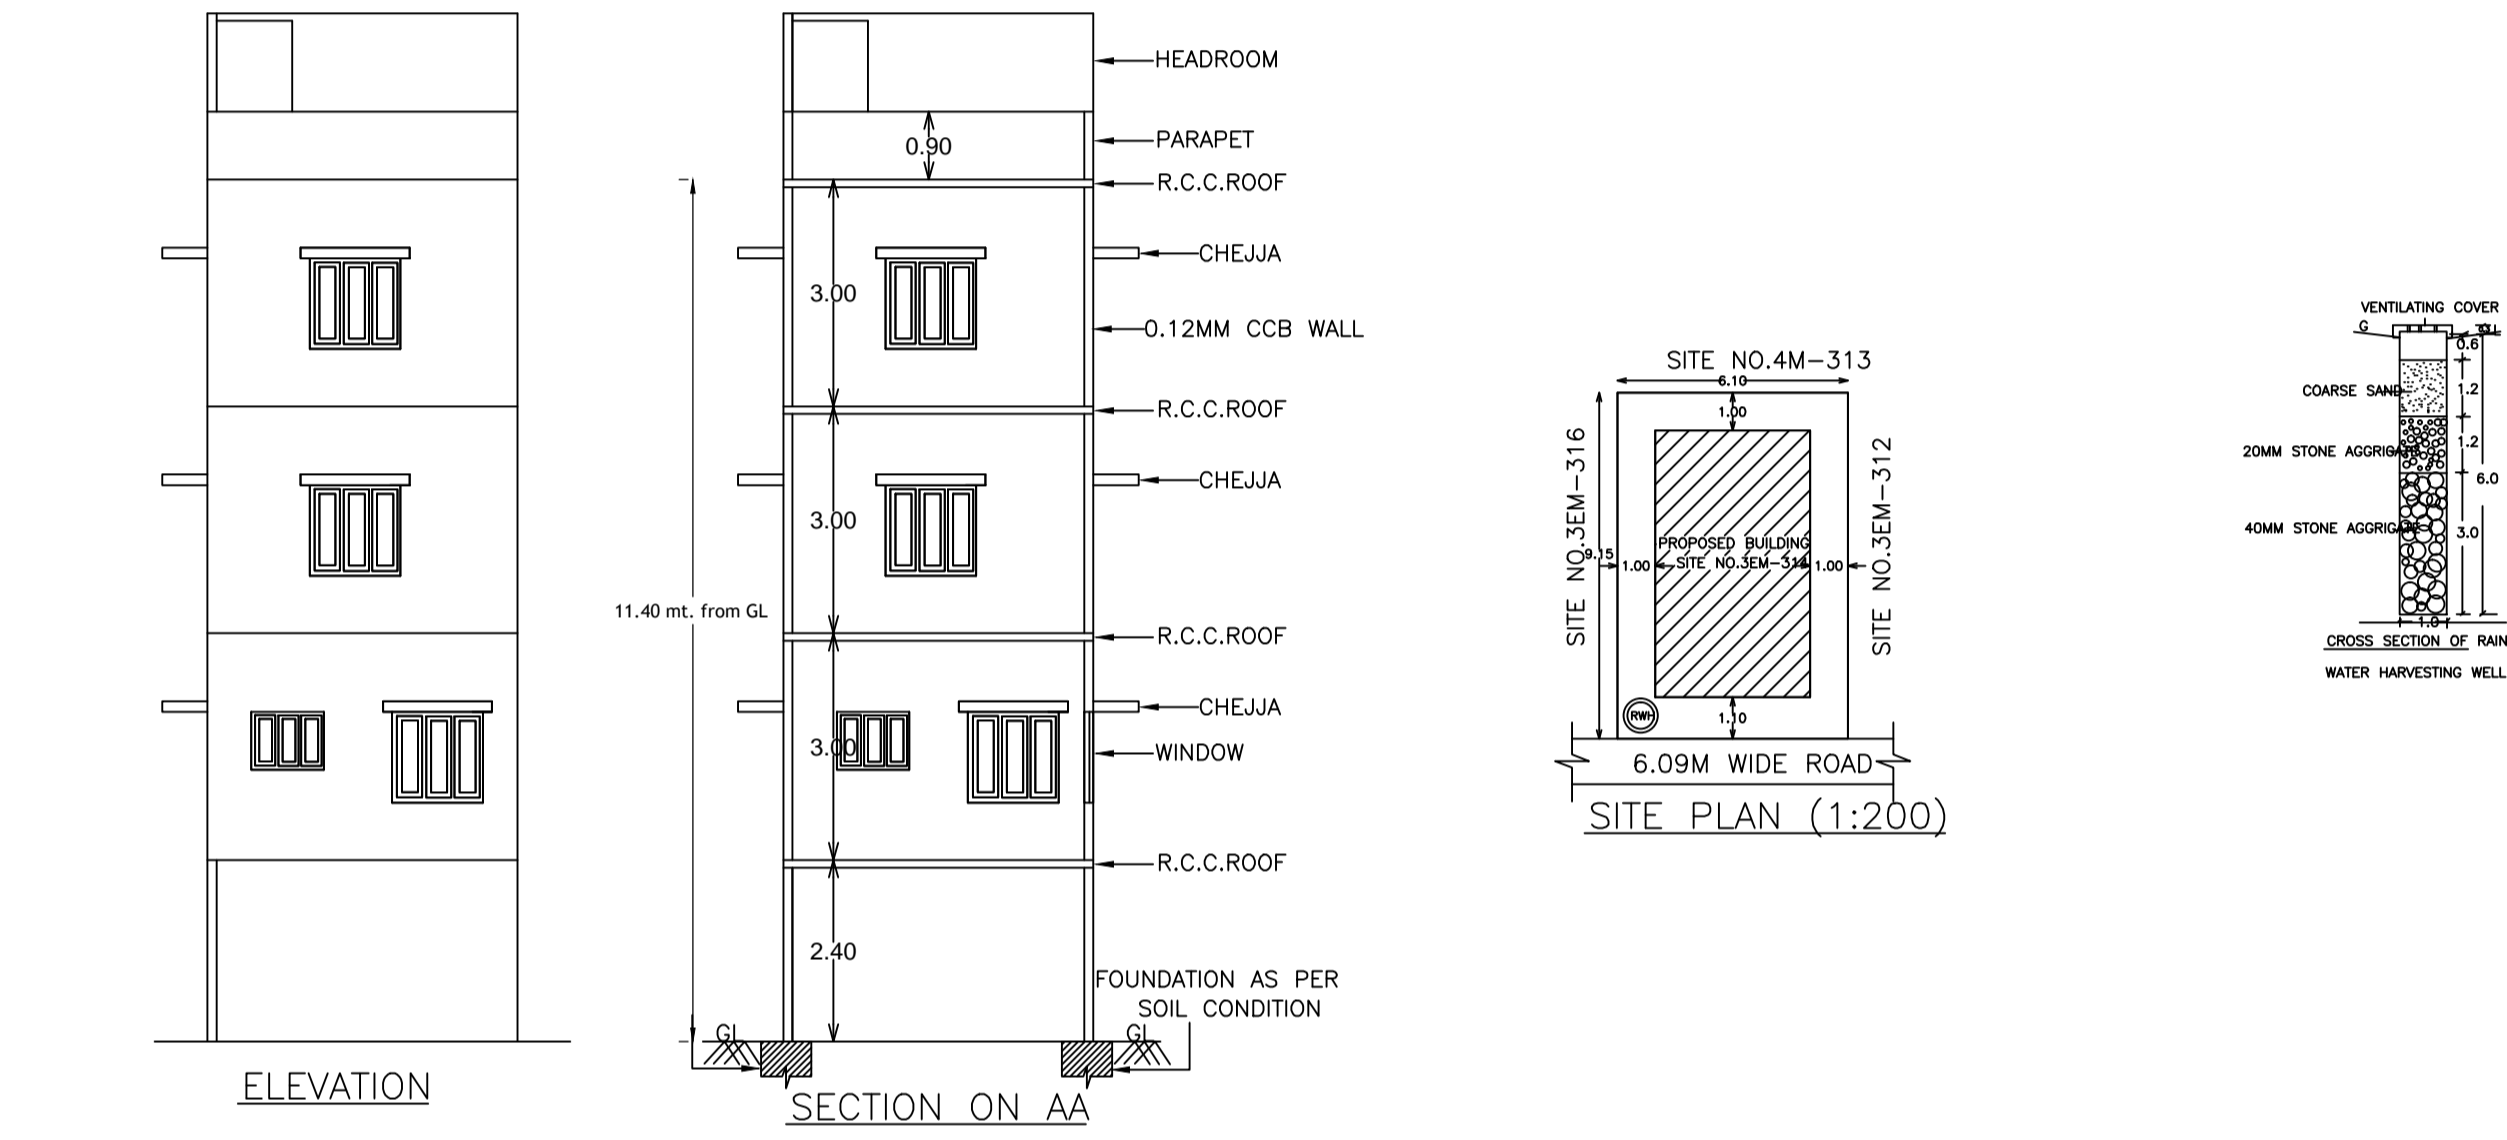 HEADROOM
0.90
PARAPET
R.C.C.ROOF
CHEJJA
3.00
0.12MM CCB WALL
R.C.C.ROOF
CHEJJA
3.00
11.40 mt. from GL
R.C.C.ROOF
CHEJJA
3.00
WINDOW
R.C.C.ROOF
2.40
FOUNDATION AS PER
SOIL CONDITION
GL
GL
ELEVATION
SECTION ON AA
SITE NO.4M-313
6.10
1.00
SITE NO.3EM-316
9.15
1.00
PROPOSED BUILDING
SITE NO.3EM-314
1.00
SITE NO.3EM-312
1.10
RWH
6.09M WIDE ROAD
SITE PLAN (1:200)
VENTILATING COVER
G
0.6
COARSE SAND
1.2
20MM STONE AGGRIGATE
1.2
6.0
40MM STONE AGGRIGATE
3.0
1.0
CROSS SECTION OF RAIN
WATER HARVESTING WELL